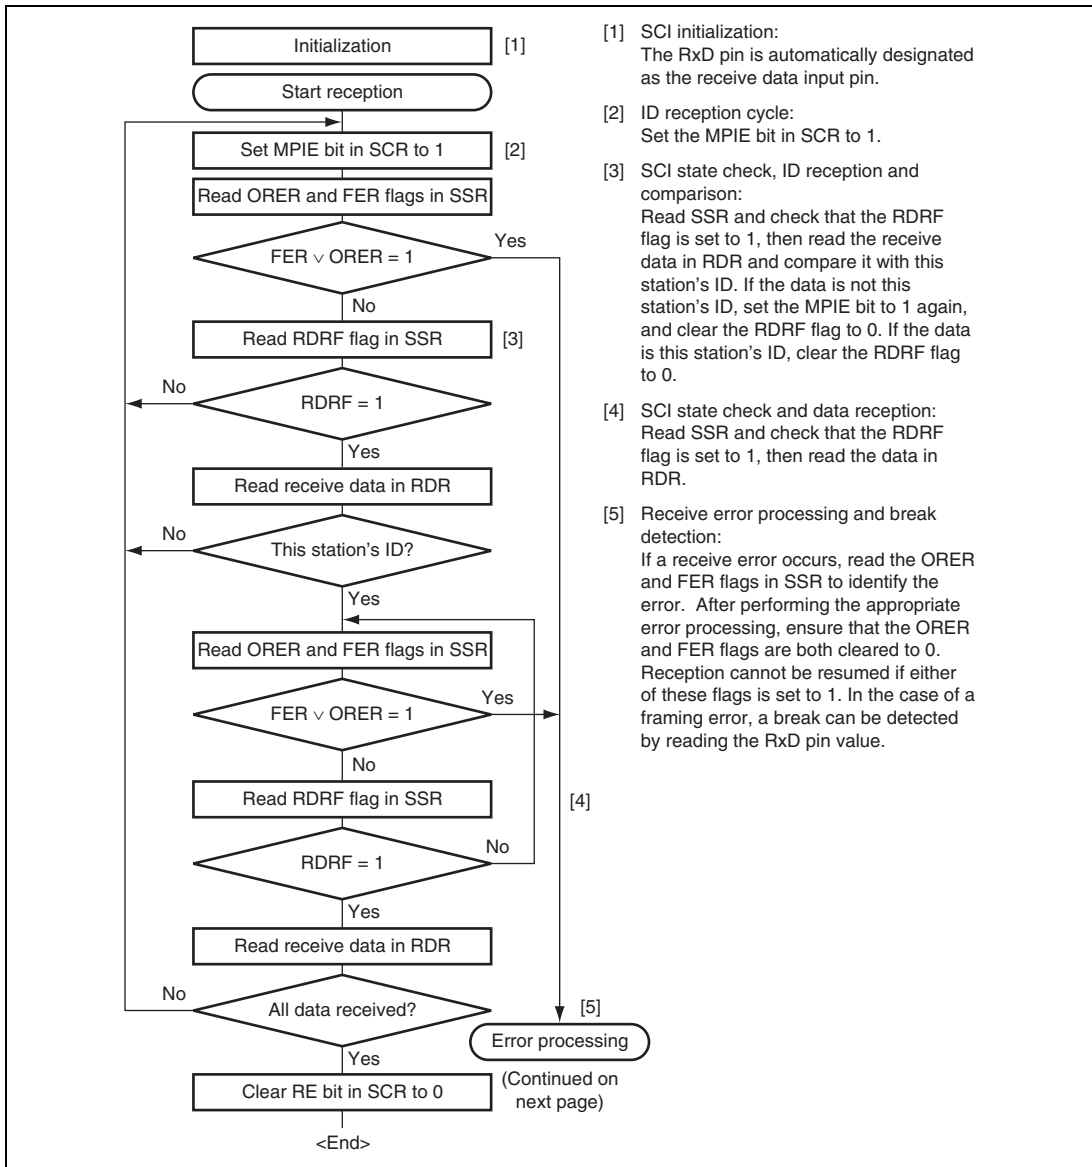 Initialization
[1]
Start reception
Set MPIE bit in SCR to 1
[2]
Read ORER and FER flags in SSR
Yes
FER ∨ ORER = 1
No
Read RDRF flag in SSR
[3]
No
RDRF = 1
Yes
Read receive data in RDR
No
This station's ID?
Yes
Read ORER and FER flags in SSR
Yes
FER ∨ ORER = 1
No
Read RDRF flag in SSR
[4]
No
RDRF = 1
Yes
Read receive data in RDR
No
All data received?
[5]
Error processing
Yes
(Continued on
next page)
Clear RE bit in SCR to 0
<End>
[1] SCI initialization:
The RxD pin is automatically designated
as the receive data input pin.
[2] ID reception cycle:
Set the MPIE bit in SCR to 1.
[3] SCI state check, ID reception and
comparison:
Read SSR and check that the RDRF
flag is set to 1, then read the receive
data in RDR and compare it with this
station's ID. If the data is not this
station's ID, set the MPIE bit to 1 again,
and clear the RDRF flag to 0. If the data
is this station's ID, clear the RDRF flag
to 0.
[4] SCI state check and data reception:
Read SSR and check that the RDRF
flag is set to 1, then read the data in
RDR.
[5] Receive error processing and break
detection:
If a receive error occurs, read the ORER
and FER flags in SSR to identify the
error.  After performing the appropriate
error processing, ensure that the ORER
and FER flags are both cleared to 0.
Reception cannot be resumed if either
of these flags is set to 1. In the case of a
framing error, a break can be detected
by reading the RxD pin value.